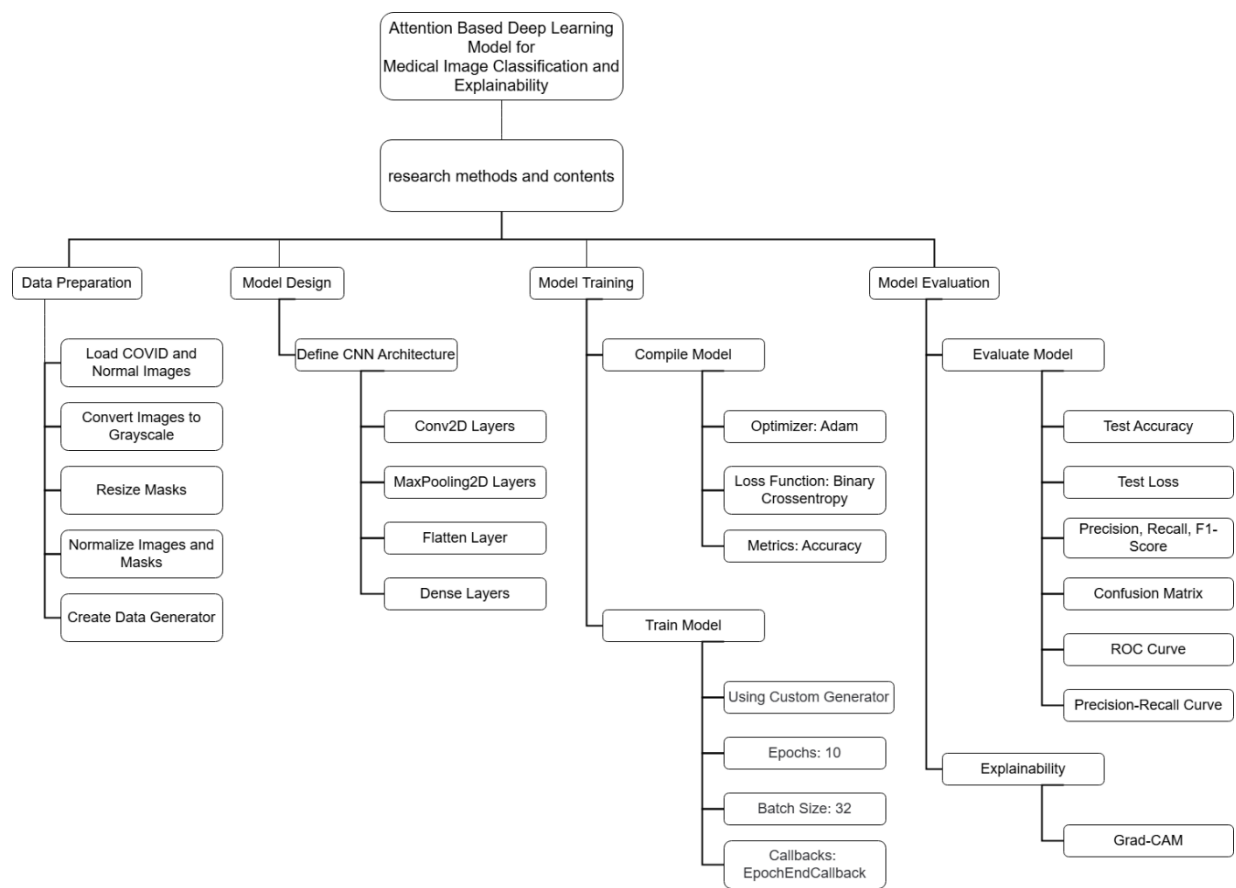 Attention Based Deep Learning
Model for
Medical Image Classification and
Explainability
research methods and contents
Data Preparation
Load COVID and
Normal Images
Convert Images to
Grayscale
Resize Masks
Normalize Images and
Masks
Create Data Generator
Model Design
Define CNN Architecture
Conv2D Layers
MaxPooling2D Layers
Flatten Layer
Dense Layers
Model Training
Compile Model
Optimizer: Adam
Loss Function: Binary
Crossentropy
Metrics: Accuracy
Train Model
Using Custom Generator
Epochs: 10
Batch Size: 32
Callbacks:
EpochEndCallback
Model Evaluation
Evaluate Model
Test Accuracy
Test Loss
Precision, Recall, F1-
Score
Confusion Matrix
ROC Curve
Precision-Recall Curve
Explainability
Grad-CAM